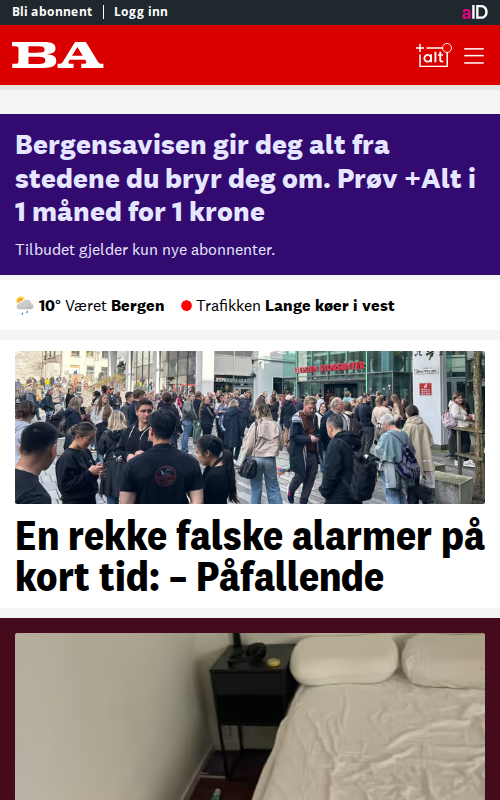 Bli abonnent | Logg inn
aID
BA
+alt
Bergensavisen gir deg alt fra
stedene du bryr deg om. Prøv +Alt i
1 måned for 1 krone
Tilbudet gjelder kun nye abonnenter.
10° Været Bergen
Trafikken Lange køer i vest
En rekke falske alarmer på
kort tid: – Påfallende